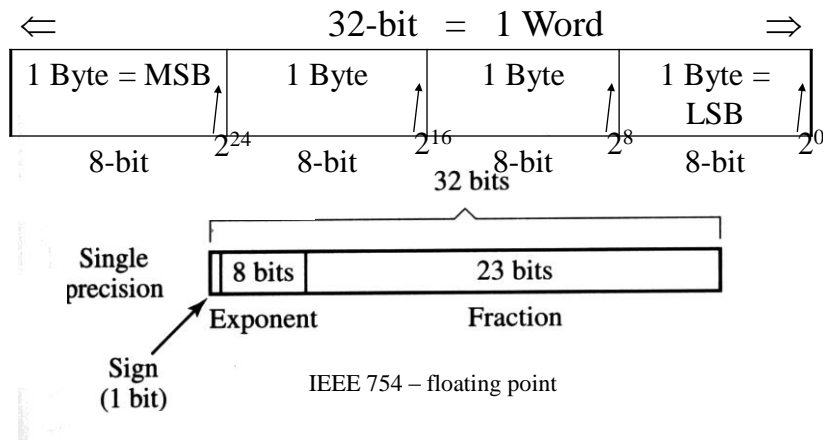 ⇐ 32-bit = 1 Word ⇒
1 Byte = MSB 1 Byte 1 Byte 1 Byte =
LSB
2^24 2^16 2^8 2^0
8-bit 8-bit 8-bit 8-bit
32 bits
Single
precision
8 bits 23 bits
Exponent Fraction
Sign
(1 bit)
IEEE 754 – floating point